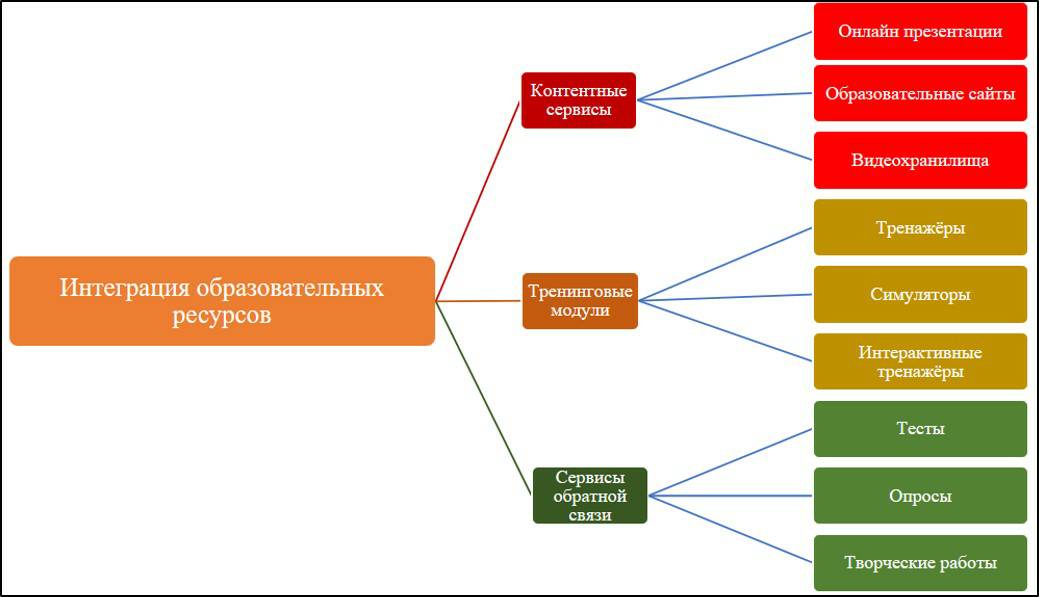 Онлайн презентации
Контентные
сервисы
Образовательные сайты
Видеохранилища
Тренажёры
Интеграция образовательных
ресурсов
Тренинговые
модули
Симуляторы
Интерактивные
тренажёры
Тесты
Сервисы
обратной
связи
Опросы
Творческие работы